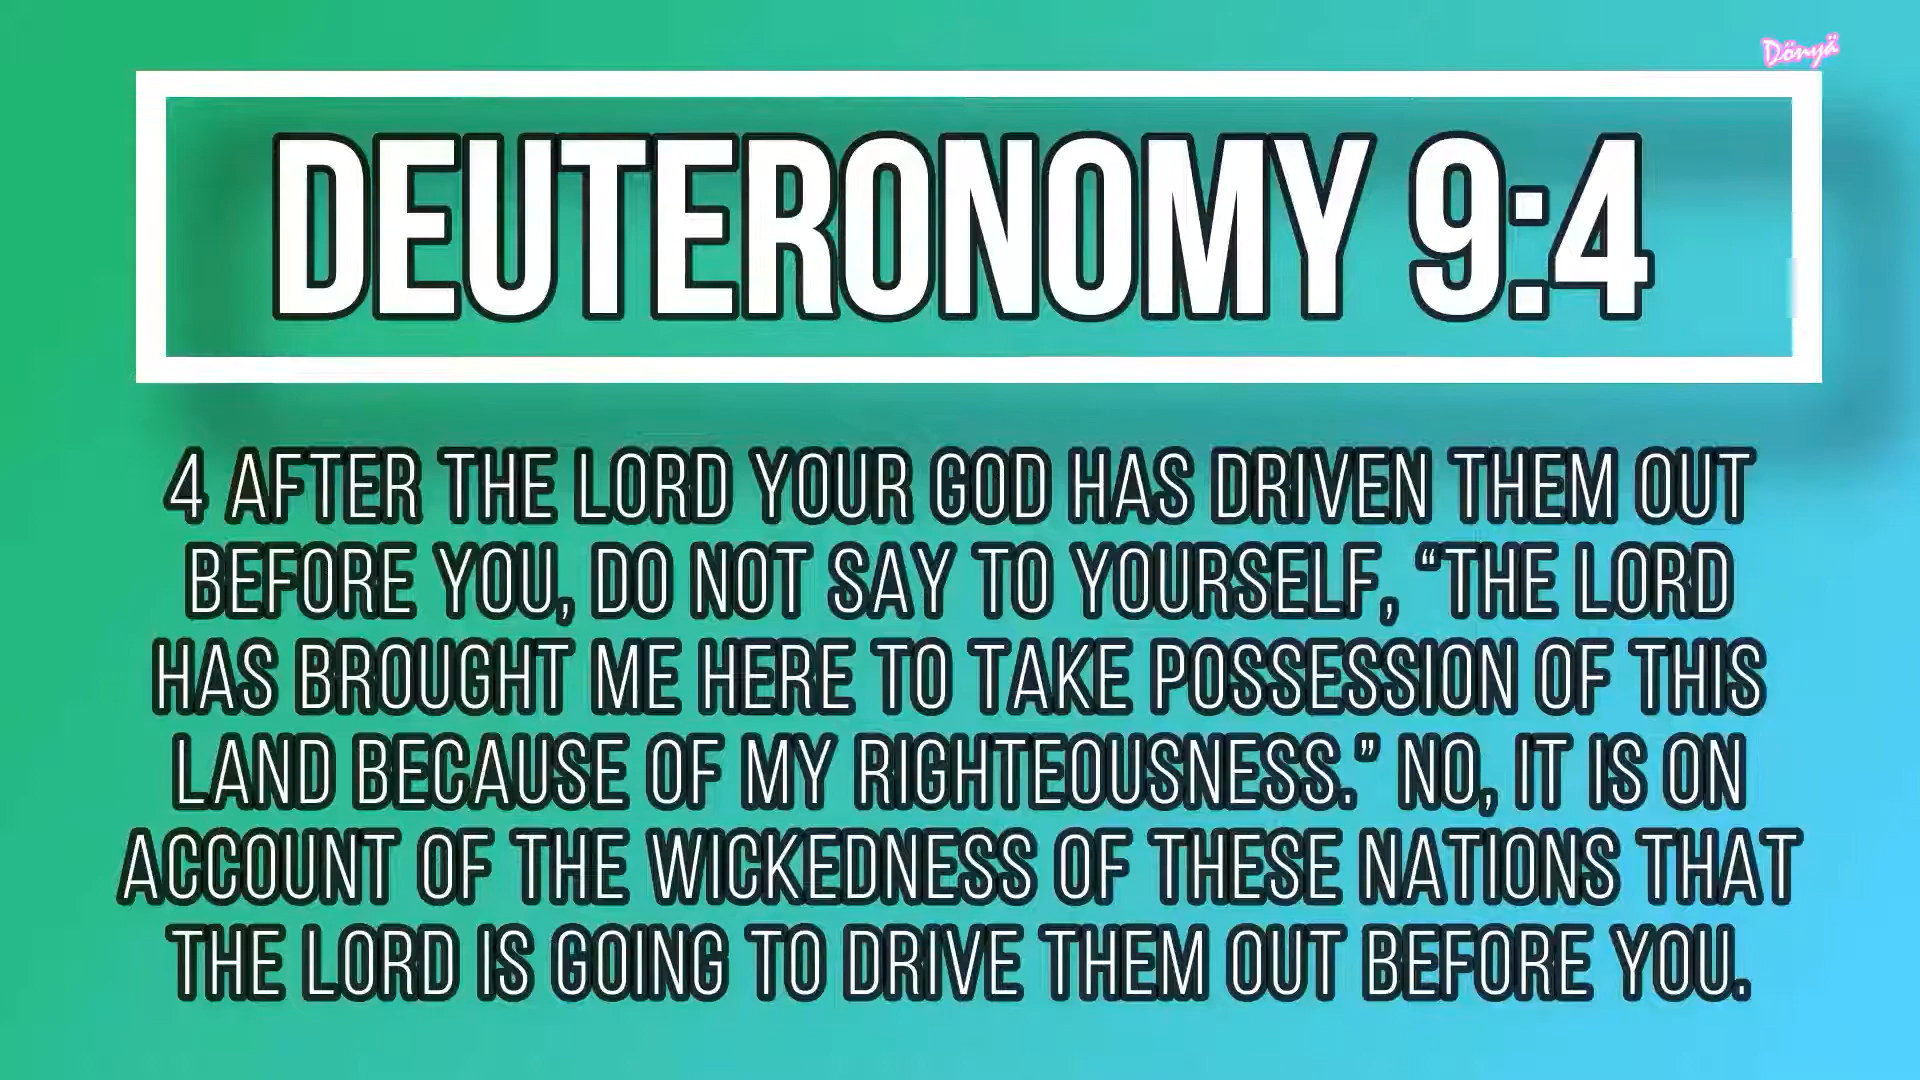 Dönyä
DEUTERONOMY 9:4
4 AFTER THE LORD YOUR GOD HAS DRIVEN THEM OUT
BEFORE YOU, DO NOT SAY TO YOURSELF, “THE LORD
HAS BROUGHT ME HERE TO TAKE POSSESSION OF THIS
LAND BECAUSE OF MY RIGHTEOUSNESS.” NO, IT IS ON
ACCOUNT OF THE WICKEDNESS OF THESE NATIONS THAT
THE LORD IS GOING TO DRIVE THEM OUT BEFORE YOU.